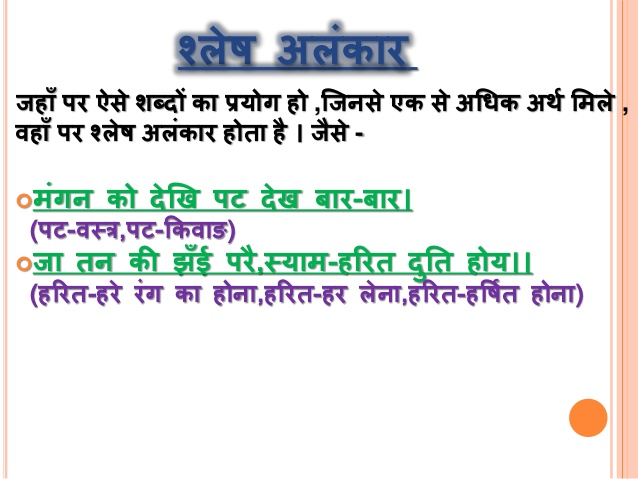 श्लेष अलंकार
जहाँ पर ऐसे शब्दों का प्रयोग हो ,जिनसे एक से अधिक अर्थ मिले ,
वहाँ पर श्लेष अलंकार होता है । जैसे -
मंगन को देखि पट देख बार-बार।
(पट-वस्त्र,पट-किवाङ)
जा तन की झाँई परै,स्याम-हरित दुति होय।।
(हरित-हरे रंग का होना,हरित-हर लेना,हरित-हर्षित होना)